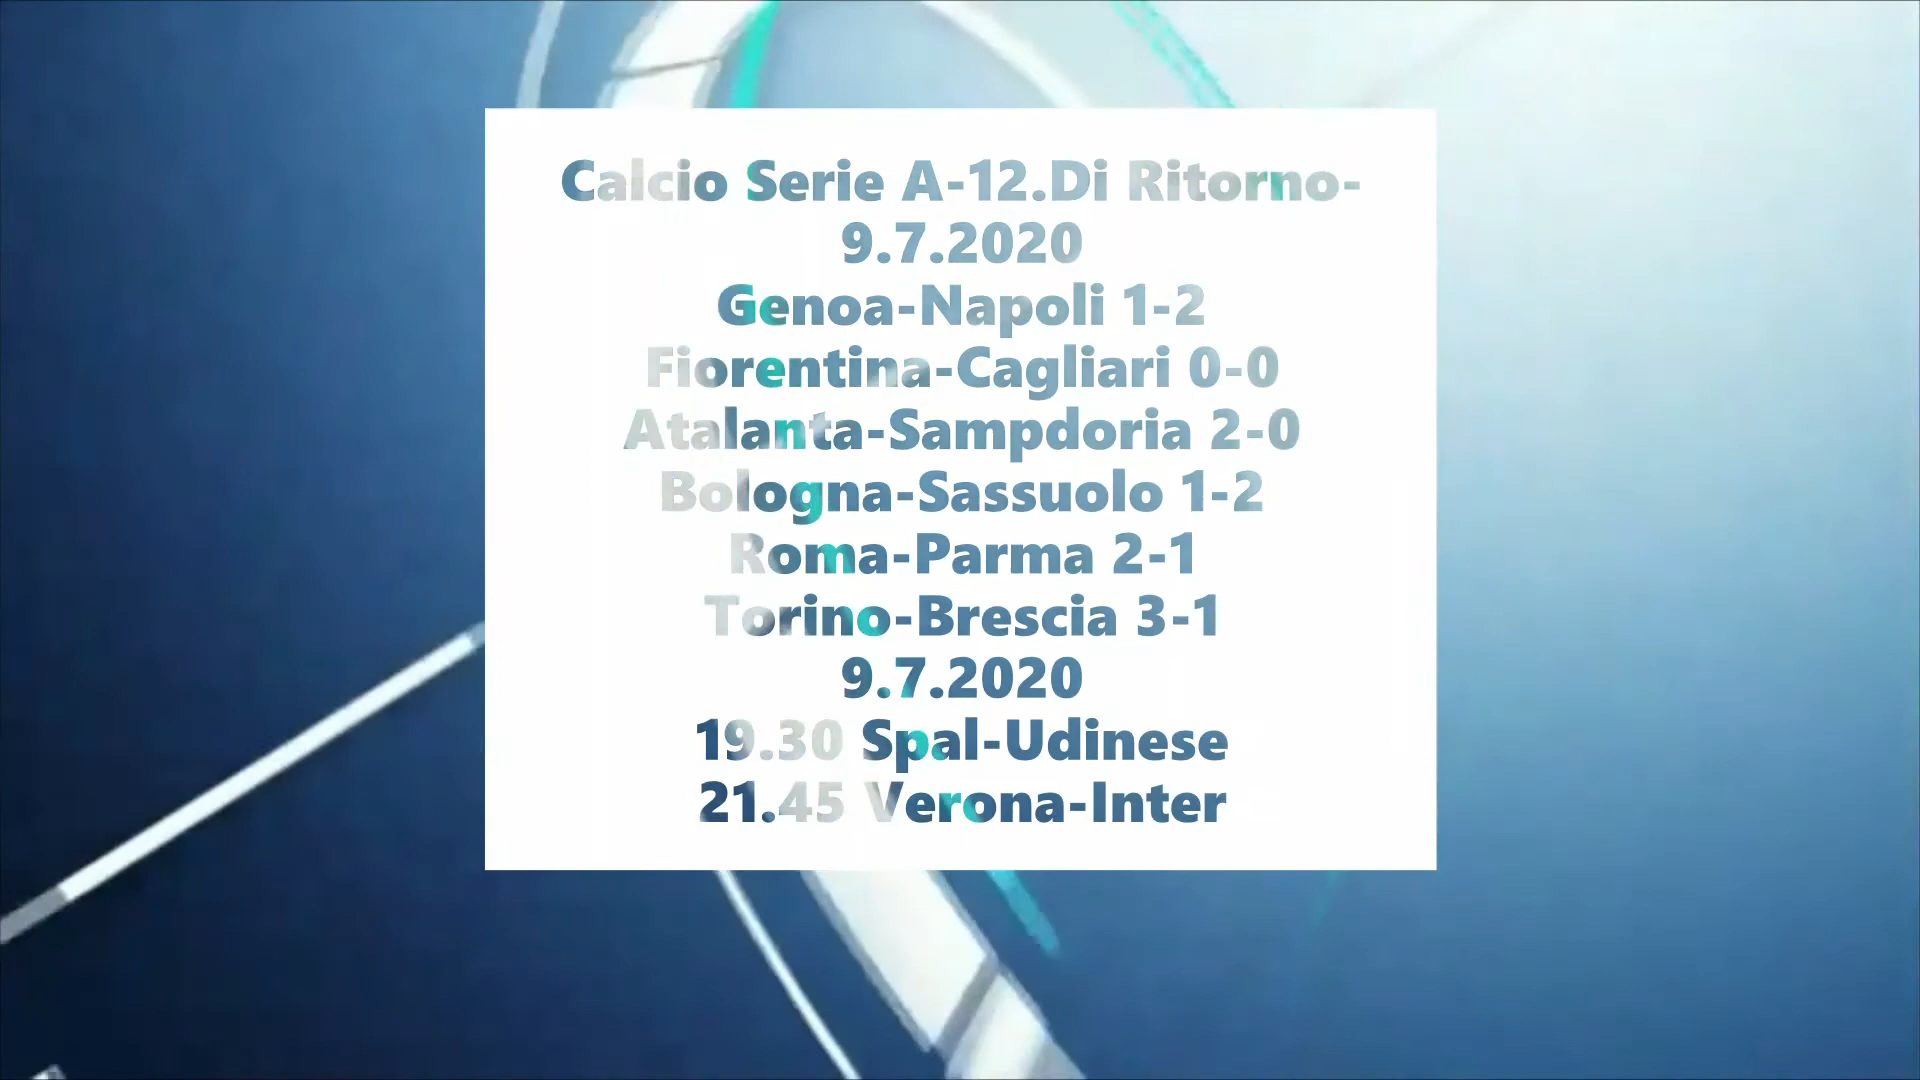 Calcio Serie A-12.Di Ritorno-
9.7.2020
Genoa-Napoli 1-2
Fiorentina-Cagliari 0-0
Atalanta-Sampdoria 2-0
Bologna-Sassuolo 1-2
Roma-Parma 2-1
Torino-Brescia 3-1
9.7.2020
19.30 Spal-Udinese
21.45 Verona-Inter